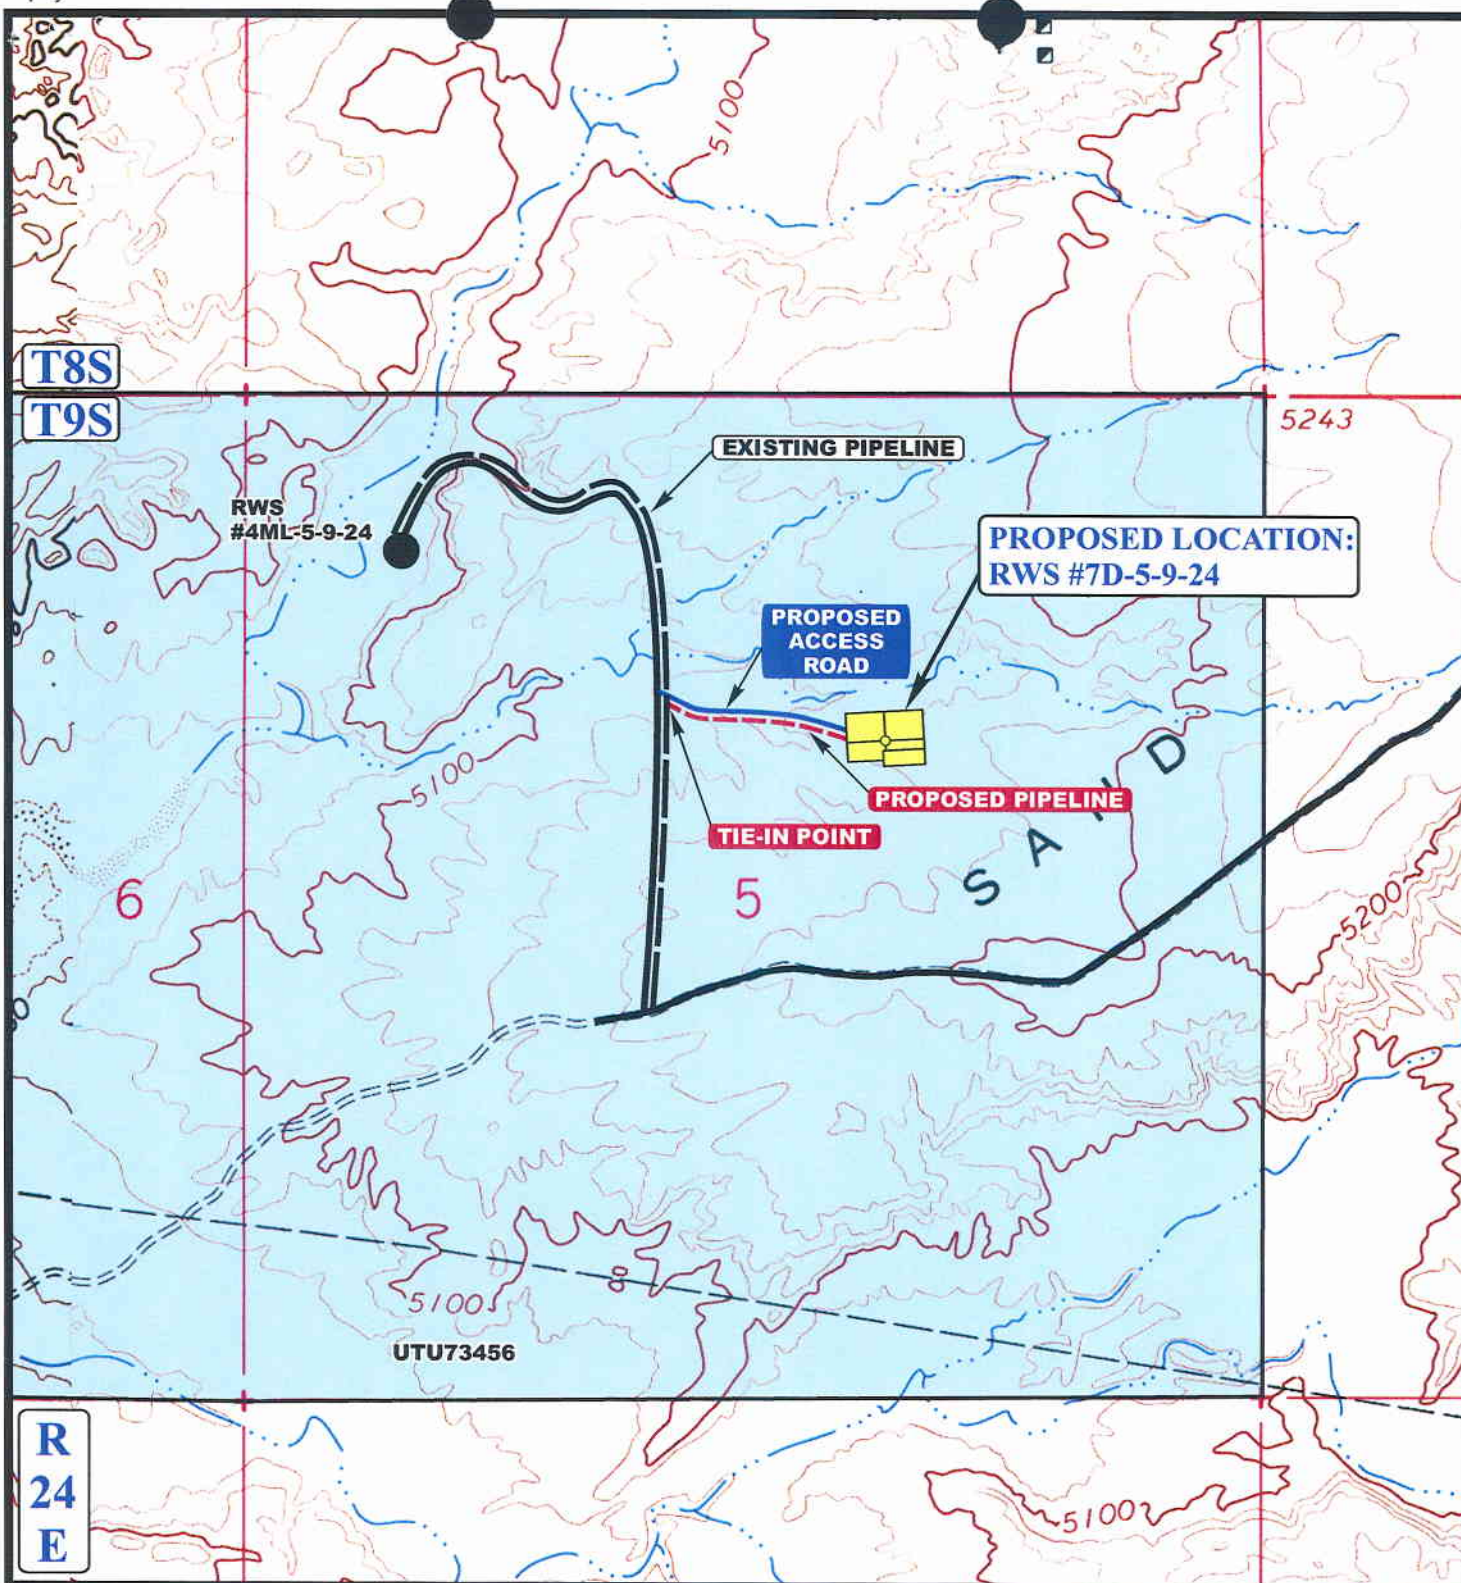 5100
T8S
T9S
5243
EXISTING PIPELINE
RWS
#4ML-5-9-24
PROPOSED LOCATION:
RWS #7D-5-9-24
PROPOSED
ACCESS
ROAD
5100
PROPOSED PIPELINE
TIE-IN POINT
SAND
6
5
5200
5100
UTU73456
R
24
E
5100